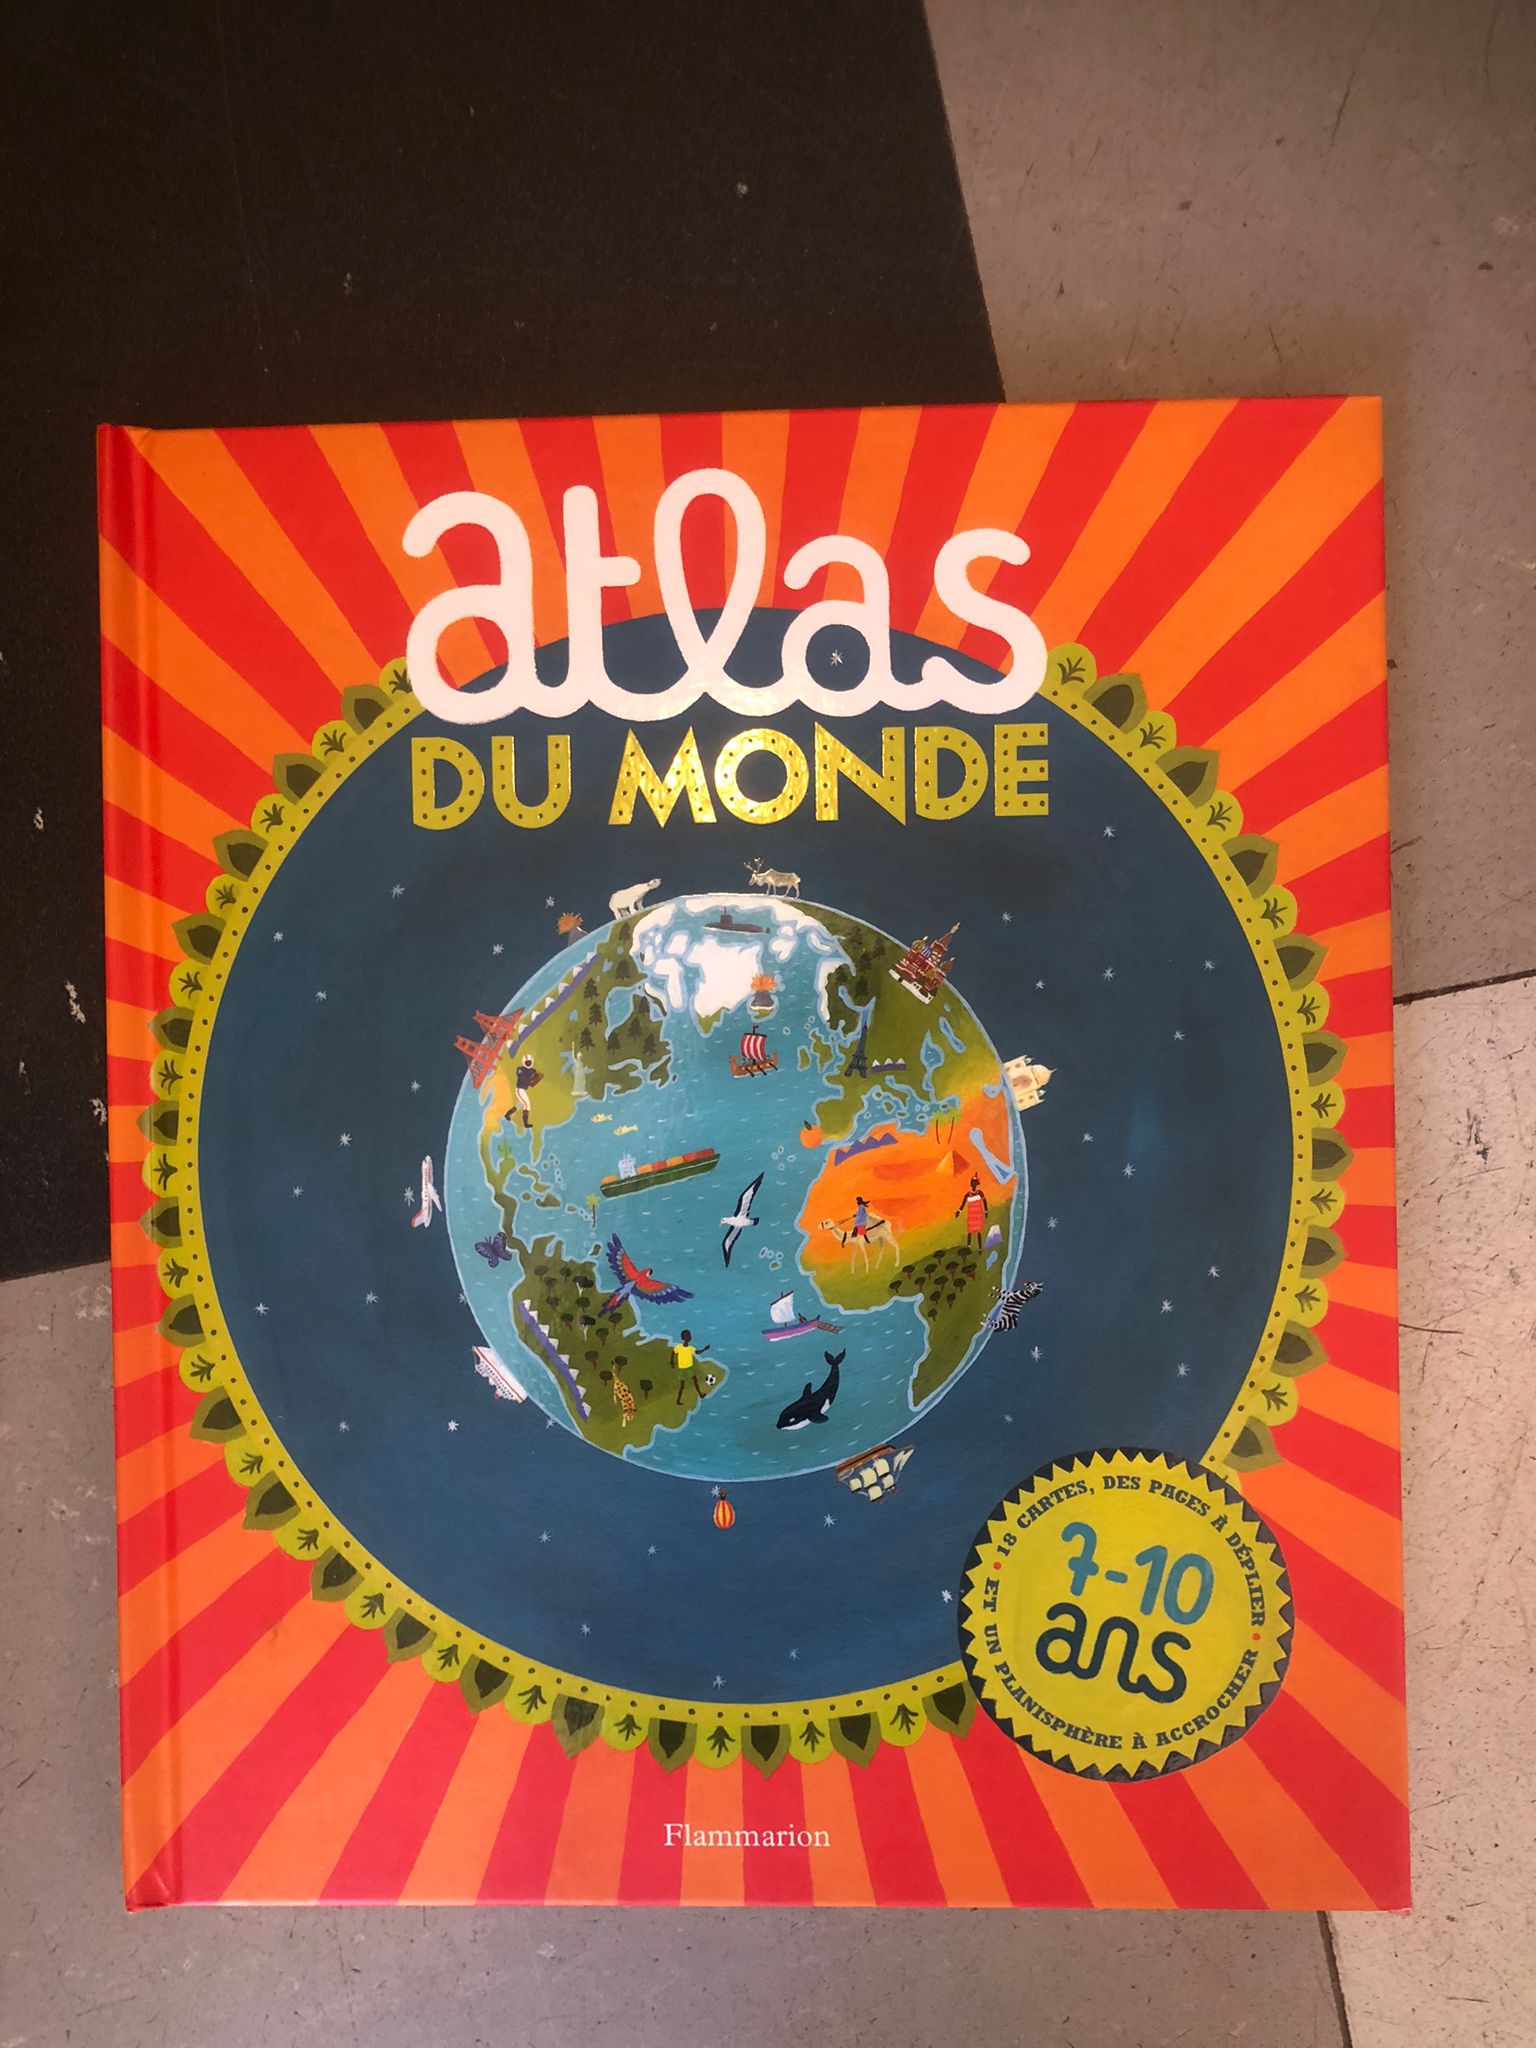 atlas
DU MONDE
18 CARTES, DES PAGES À DÉPLIER •
ET UN PLANISPHÈRE À ACCROCHER •
7-10
ans
Flammarion